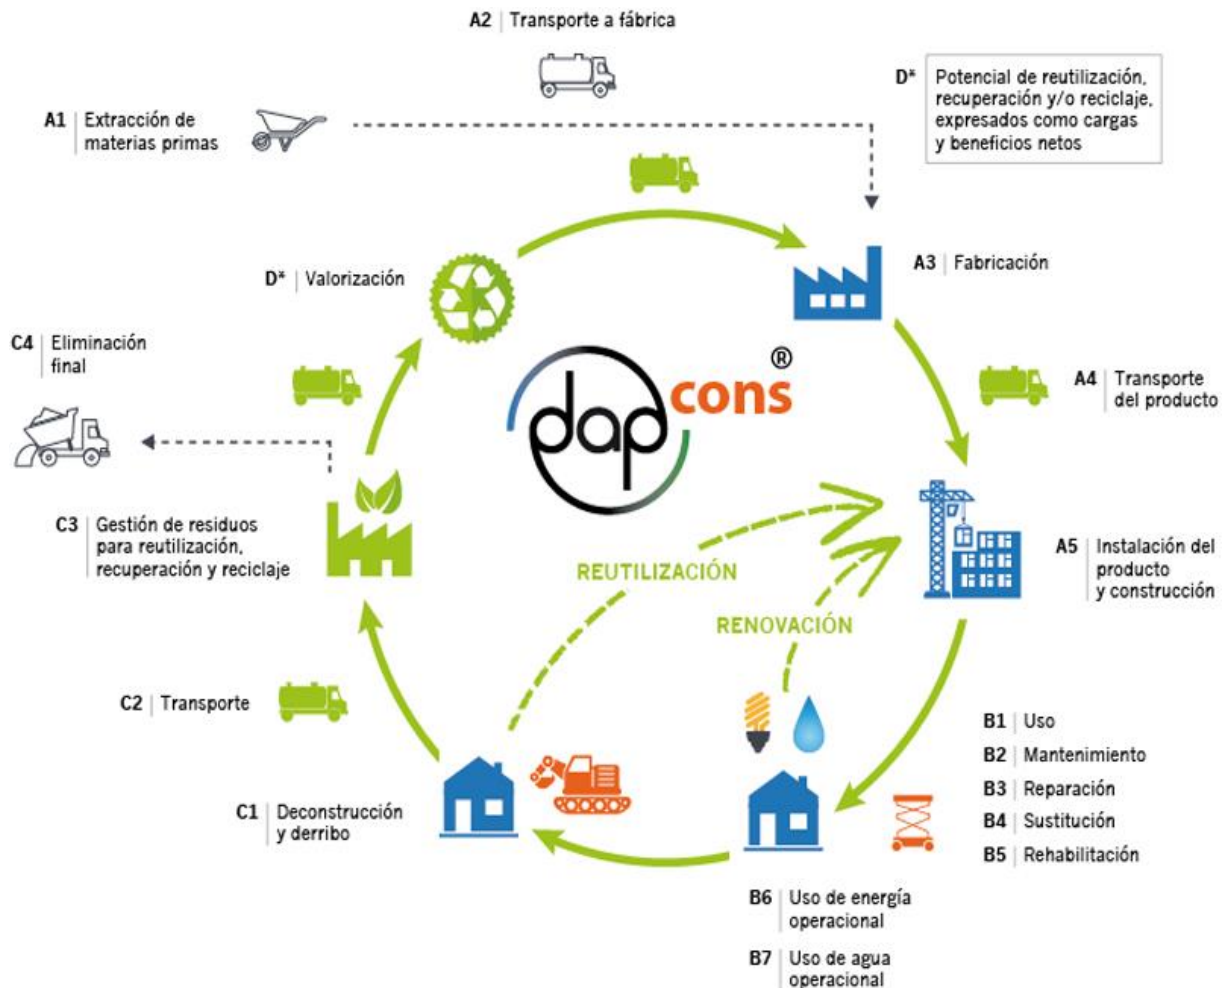 A2 | Transporte a fábrica
D* | Potencial de reutilización,
recuperación y/o reciclaje,
expresados como cargas
y beneficios netos
A1 | Extracción de
materias primas
D* | Valorización
A3 | Fabricación
C4 | Eliminación
final
dap cons ®
A4 | Transporte
del producto
C3 | Gestión de residuos
para reutilización,
recuperación y reciclaje
REUTILIZACIÓN
A5 | Instalación del
producto
y construcción
RENOVACIÓN
C2 | Transporte
B1 | Uso
B2 | Mantenimiento
B3 | Reparación
B4 | Sustitución
B5 | Rehabilitación
C1 | Deconstrucción
y derribo
B6 | Uso de energía
operacional
B7 | Uso de agua
operacional